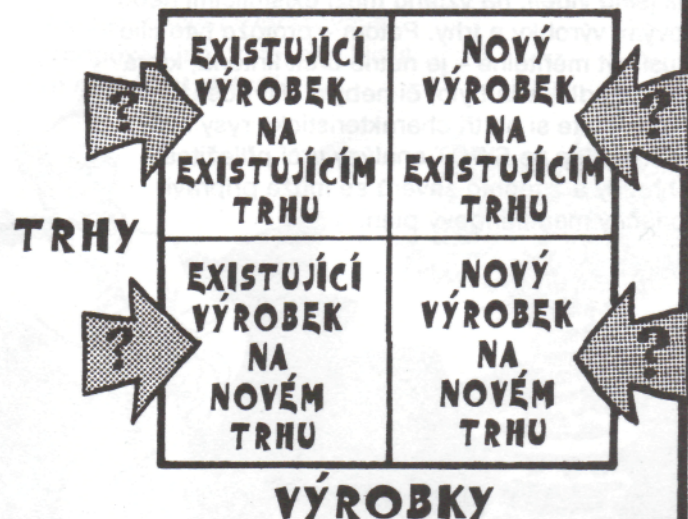 EXISTUJÍCÍ
VÝROBEK
NA
EXISTUJÍCÍM
TRHU
NOVÝ
VÝROBEK
NA
EXISTUJÍCÍM
TRHU
?
?
TRHY
EXISTUJÍCÍ
VÝROBEK
NA
NOVÉM
TRHU
NOVÝ
VÝROBEK
NA
NOVÉM
TRHU
?
?
VÝROBKY